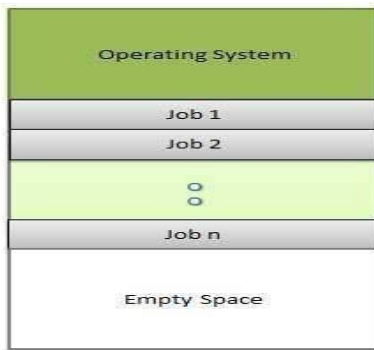 Operating System
Job 1
Job 2
Job n
Empty Space